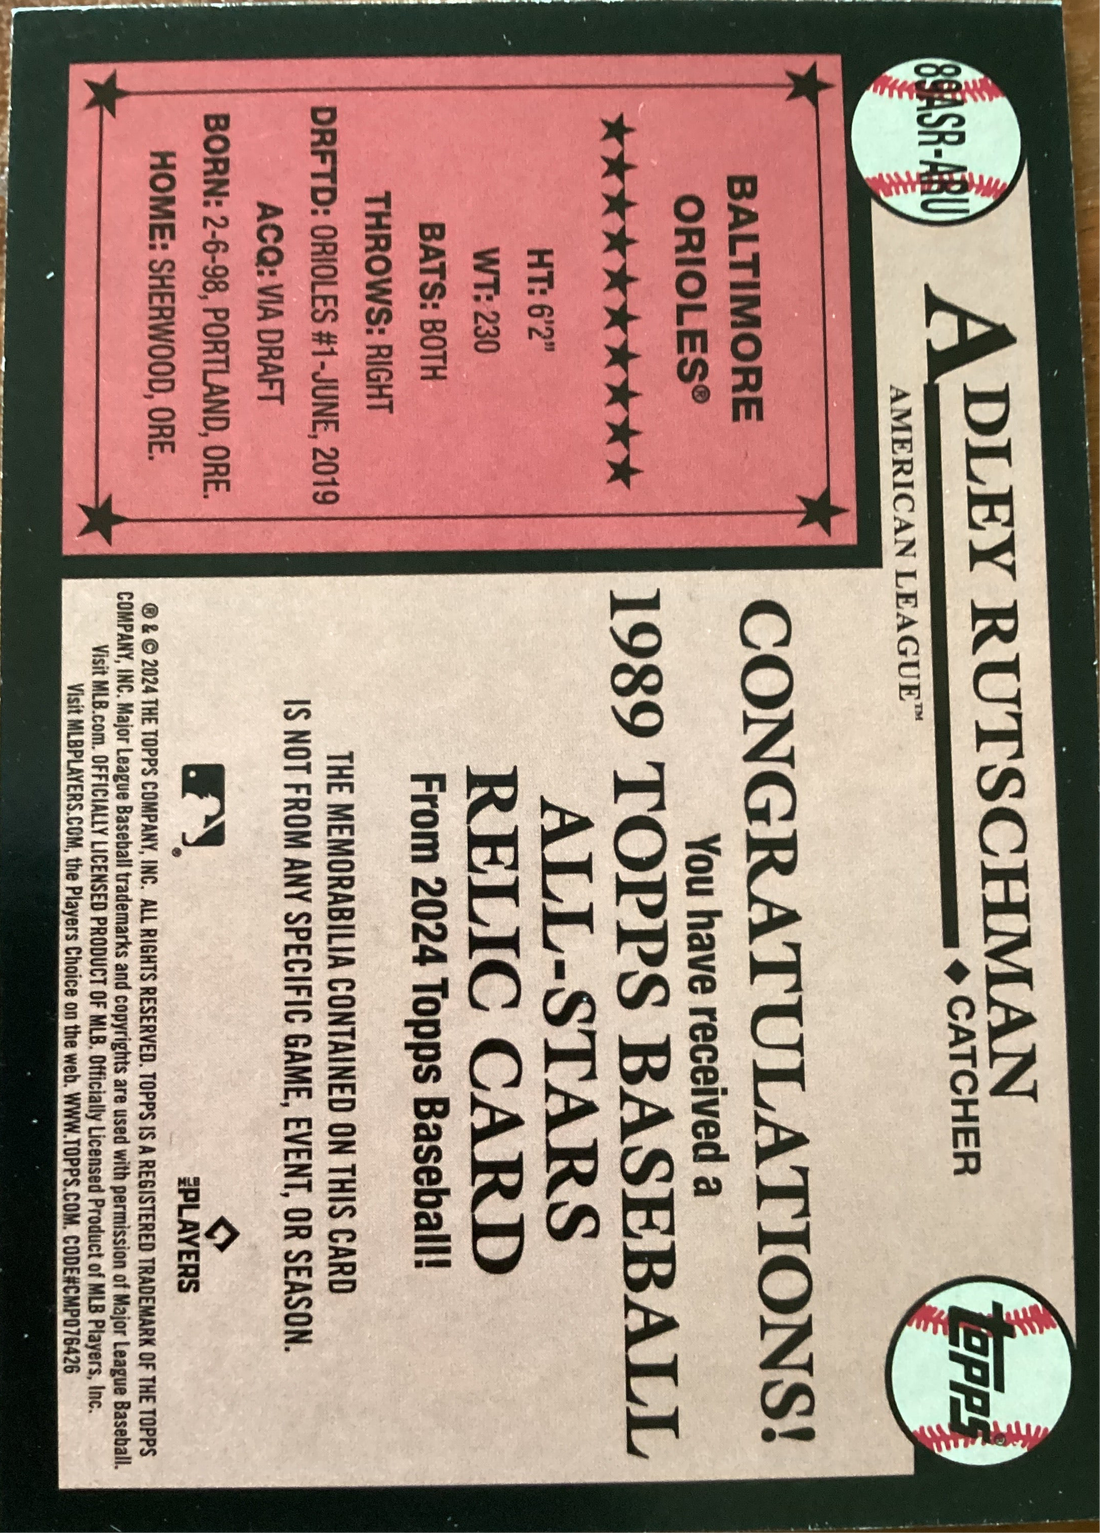 89ASR-ARU
ADLEY RUTSCHMAN
AMERICAN LEAGUE™
◆ CATCHER
topps®
BALTIMORE
ORIOLES®
★★★★★★★★★
HT: 6'2"
WT: 230
BATS: BOTH
THROWS: RIGHT
DRFTD: ORIOLES #1-JUNE, 2019
ACQ: VIA DRAFT
BORN: 2-6-98, PORTLAND, ORE.
HOME: SHERWOOD, ORE.
CONGRATULATIONS!
You have received a
1989 TOPPS BASEBALL
ALL-STARS
RELIC CARD
From 2024 Topps Baseball!
THE MEMORABILIA CONTAINED ON THIS CARD
IS NOT FROM ANY SPECIFIC GAME, EVENT, OR SEASON.
®
MLB PLAYERS
® & © 2024 THE TOPPS COMPANY, INC. ALL RIGHTS RESERVED. TOPPS IS A REGISTERED TRADEMARK OF THE TOPPS
COMPANY, INC. Major League Baseball trademarks and copyrights are used with permission of Major League Baseball.
Visit MLB.com. OFFICIALLY LICENSED PRODUCT OF MLB. Officially Licensed Product of MLB Players, Inc.
Visit MLBPLAYERS.COM, the Players Choice on the web. WWW.TOPPS.COM. CODE#CMP076426